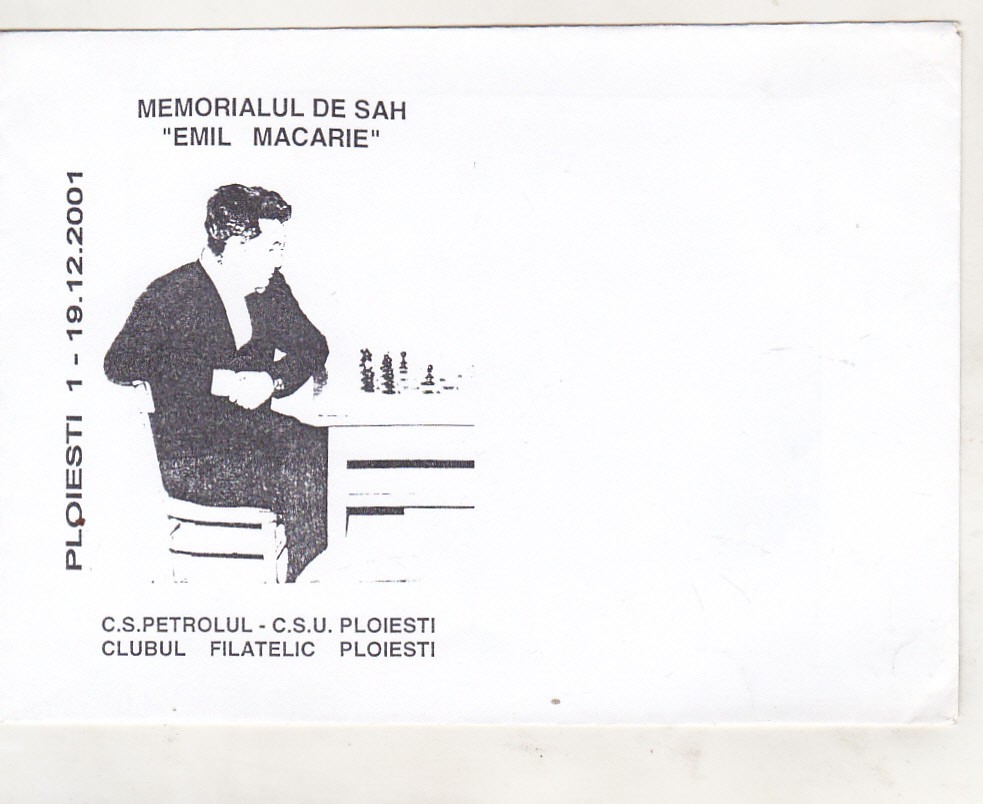 MEMORIALUL DE SAH
"EMIL MACARIE"
PLOIESTI 1 - 19.12.2001
C.S.PETROLUL - C.S.U. PLOIESTI
CLUBUL FILATELIC PLOIESTI